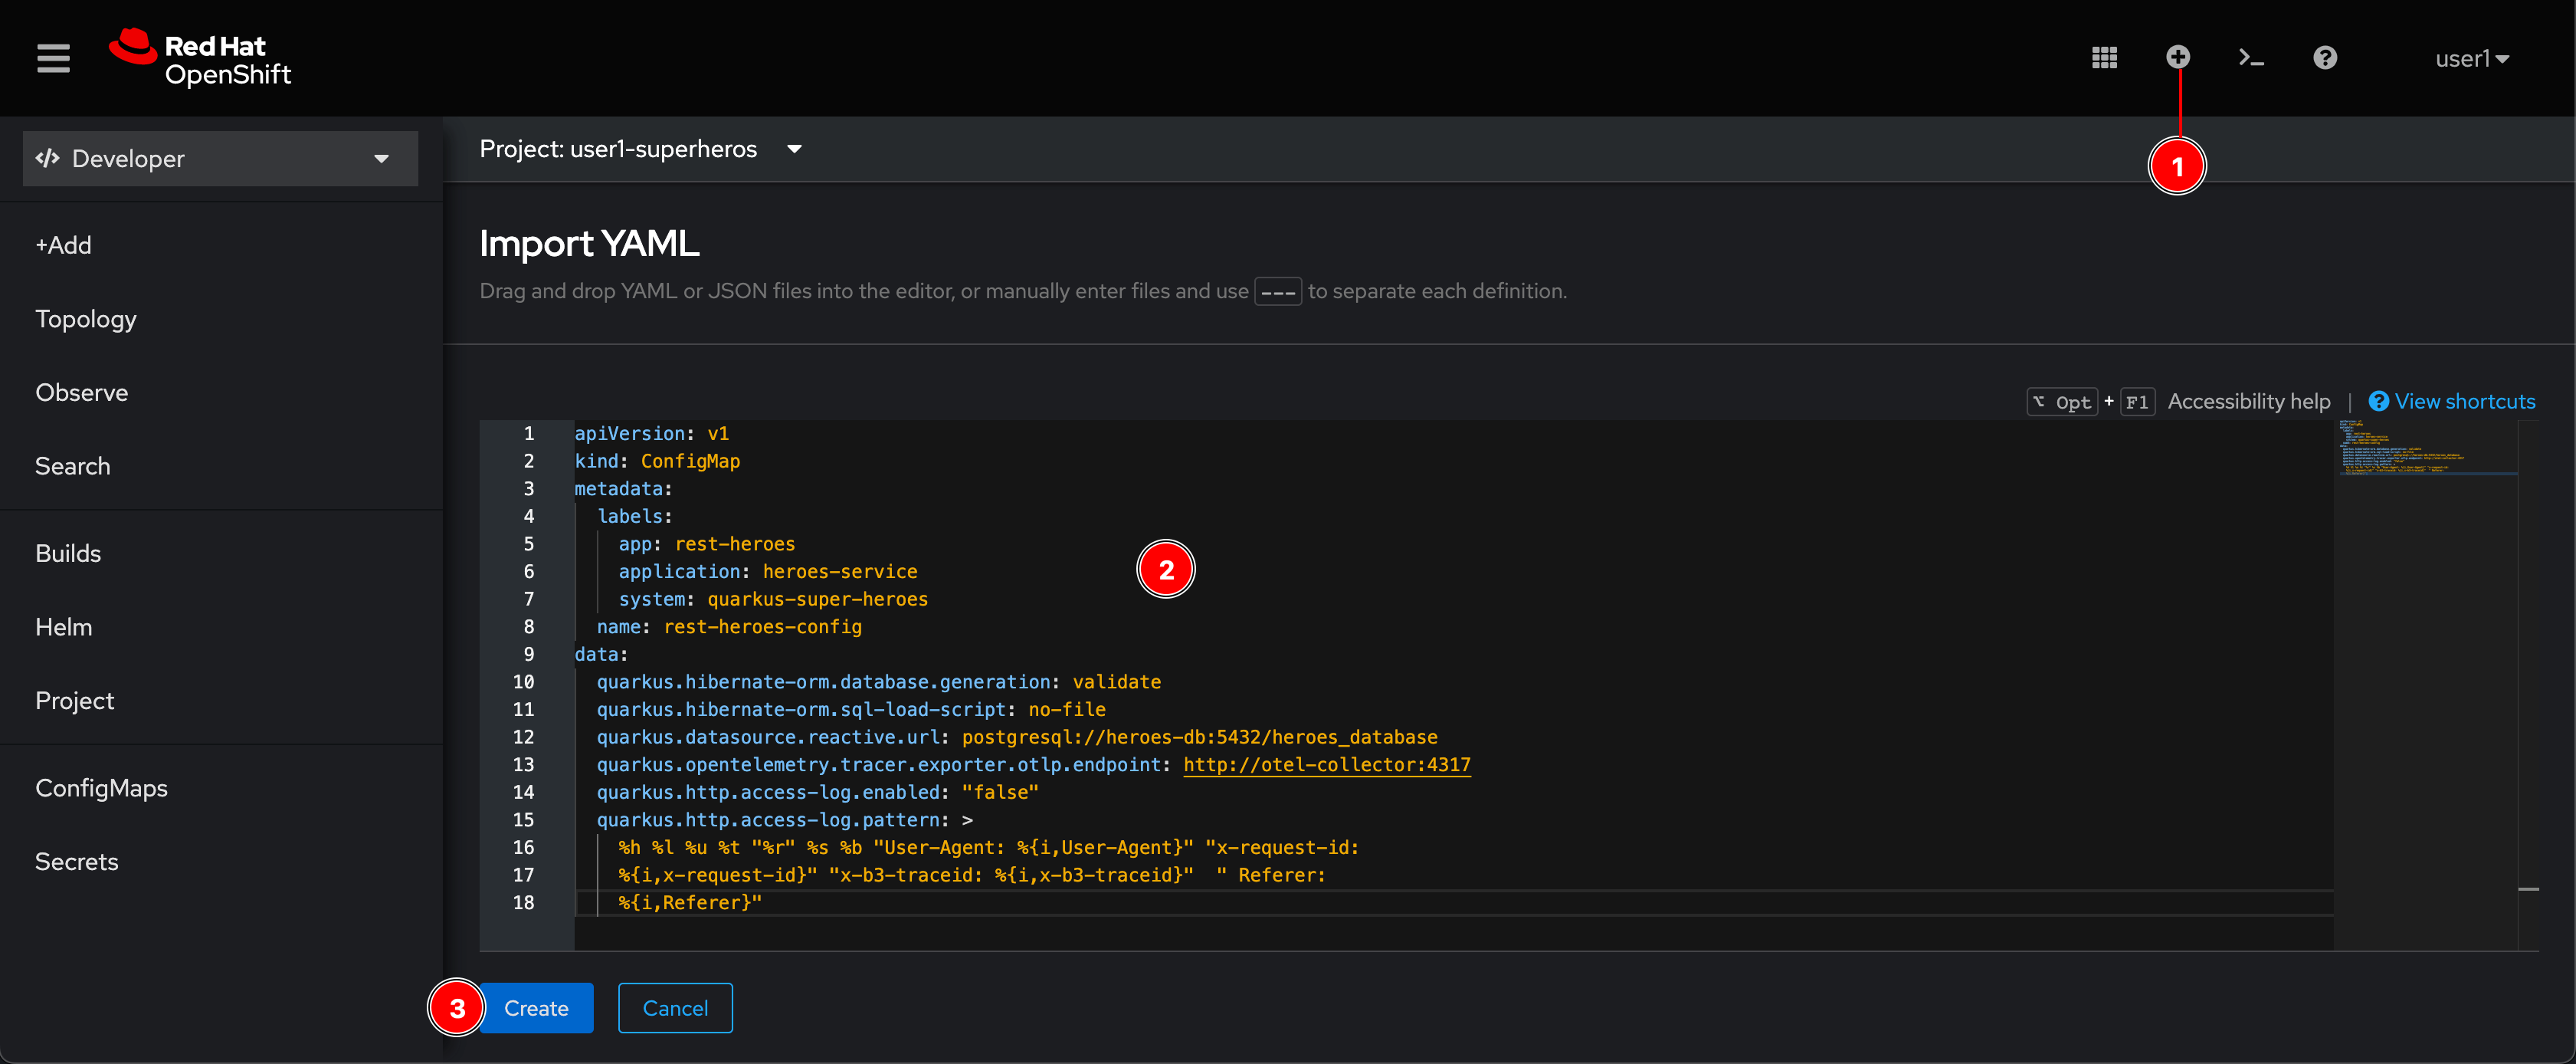 Red Hat
OpenShift
user1
1
Developer
Project: user1-superheros
+Add
Topology
Observe
Search
Builds
Helm
Project
ConfigMaps
Secrets
Import YAML
Drag and drop YAML or JSON files into the editor, or manually enter files and use --- to separate each definition.
⌥ Opt + F1 Accessibility help | View shortcuts
1 apiVersion: v1
2 kind: ConfigMap
3 metadata:
4 labels:
5 app: rest-heroes
6 application: heroes-service
7 system: quarkus-super-heroes
8 name: rest-heroes-config
9 data:
10 quarkus.hibernate-orm.database.generation: validate
11 quarkus.hibernate-orm.sql-load-script: no-file
12 quarkus.datasource.reactive.url: postgresql://heroes-db:5432/heroes_database
13 quarkus.opentelemetry.tracer.exporter.otlp.endpoint: http://otel-collector:4317
14 quarkus.http.access-log.enabled: "false"
15 quarkus.http.access-log.pattern: >
16 %h %l %u %t "%r" %s %b "User-Agent: %{i,User-Agent}" "x-request-id:
17 %{i,x-request-id}" "x-b3-traceid: %{i,x-b3-traceid}"  " Referer:
18 %{i,Referer}"
2
3
Create
Cancel